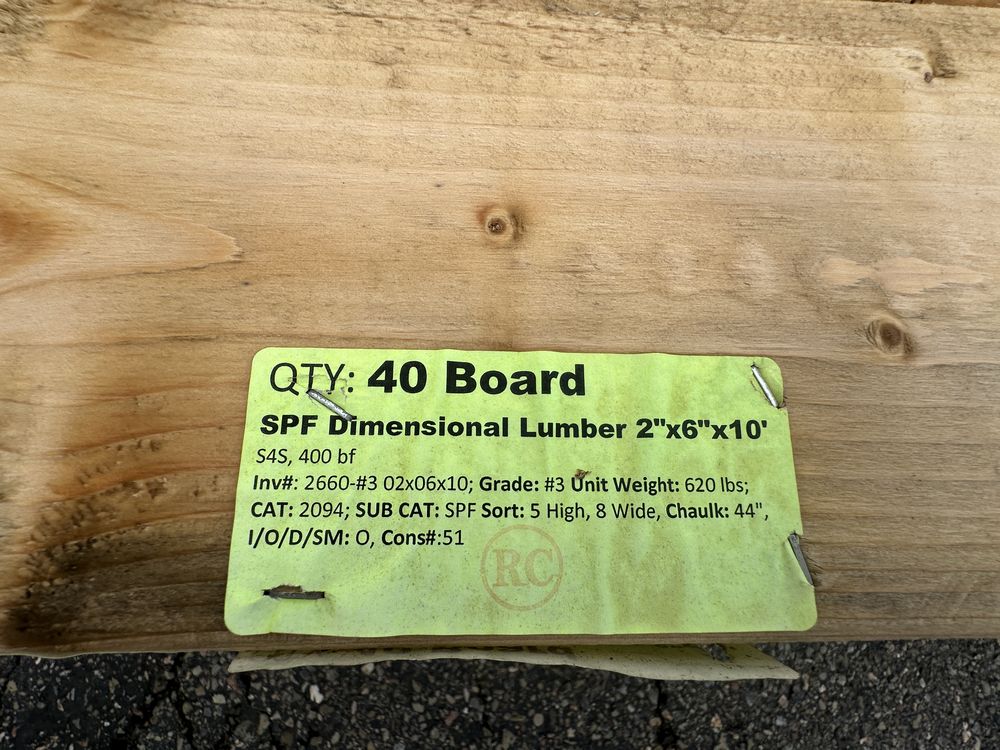 QTY: 40 Board
SPF Dimensional Lumber 2"x6"x10'
S4S, 400 bf
Inv#: 2660-#3 02x06x10; Grade: #3 Unit Weight: 620 lbs;
CAT: 2094; SUB CAT: SPF Sort: 5 High, 8 Wide, Chaulk: 44",
I/O/D/SM: O, Cons#:51
RC